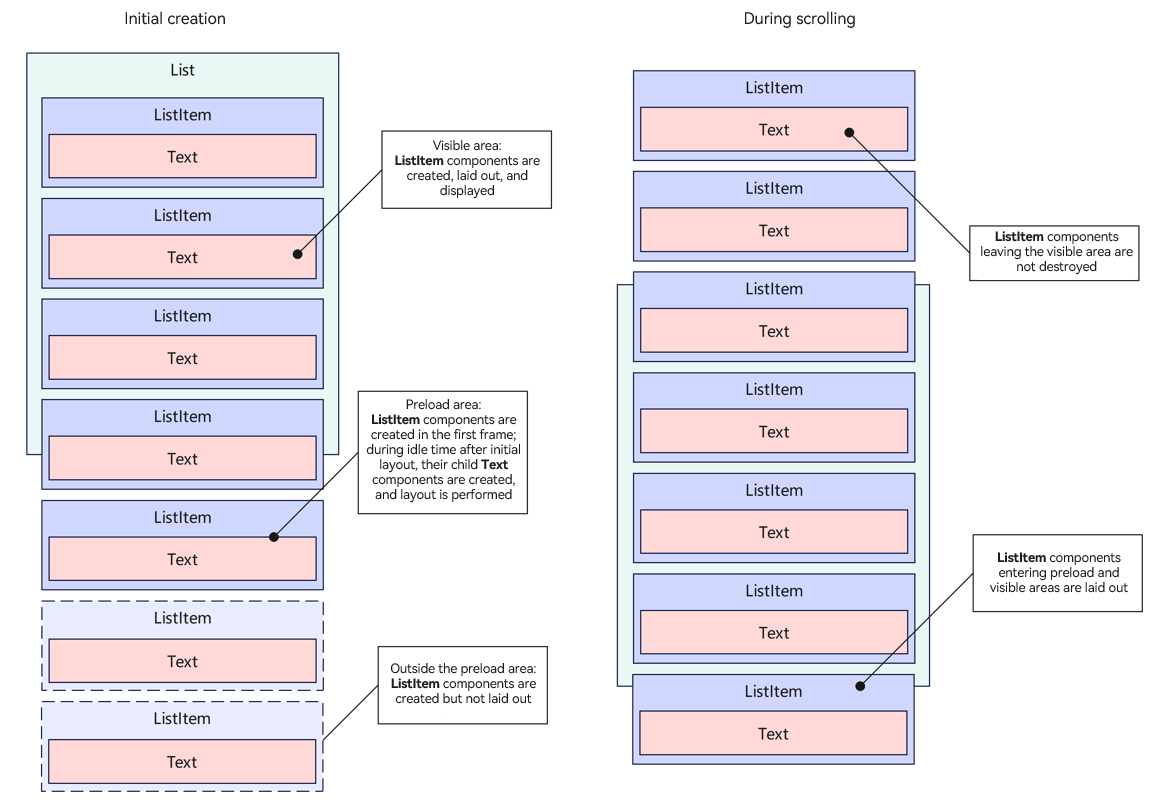 Initial creation
List
ListItem
Text
ListItem
Text
ListItem
Text
ListItem
Text
ListItem
Text
ListItem
Text
ListItem
Text
Visible area:
ListItem components are
created, laid out, and
displayed
Preload area:
ListItem components are
created in the first frame;
during idle time after initial
layout, their child Text
components are created,
and layout is performed
Outside the preload area:
ListItem components are
created but not laid out
During scrolling
ListItem
Text
ListItem
Text
ListItem
Text
ListItem
Text
ListItem
Text
ListItem
Text
ListItem
Text
ListItem components
leaving the visible area are
not destroyed
ListItem components
entering preload and
visible areas are laid out